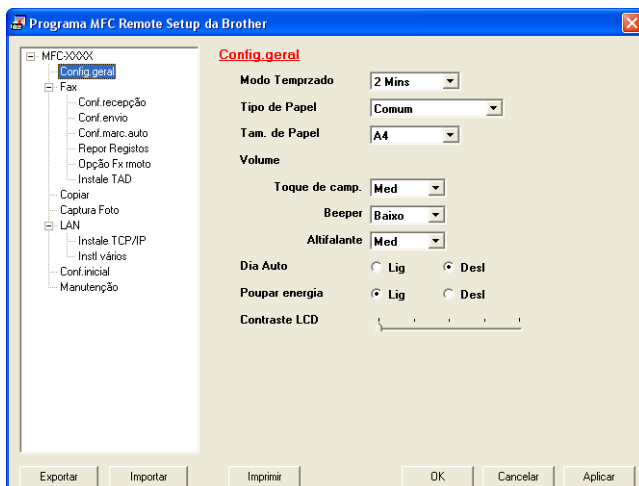 Programa MFC Remote Setup da Brother
MFC-XXXX
Config.geral
Fax
Conf.recepção
Conf.envio
Conf.marc.auto
Repor Registos
Opção Fx rmoto
Instale TAD
Copiar
Captura Foto
LAN
Instale TCP/IP
Instl vários
Conf.inicial
Manutenção
Config.geral
Modo Temprzado 2 Mins
Tipo de Papel Comum
Tam. de Papel A4
Volume
Toque de camp. Med
Beeper Baixo
Altifalante Med
Dia Auto Lig Desl
Poupar energia Lig Desl
Contraste LCD
Exportar Importar Imprimir OK Cancelar Aplicar